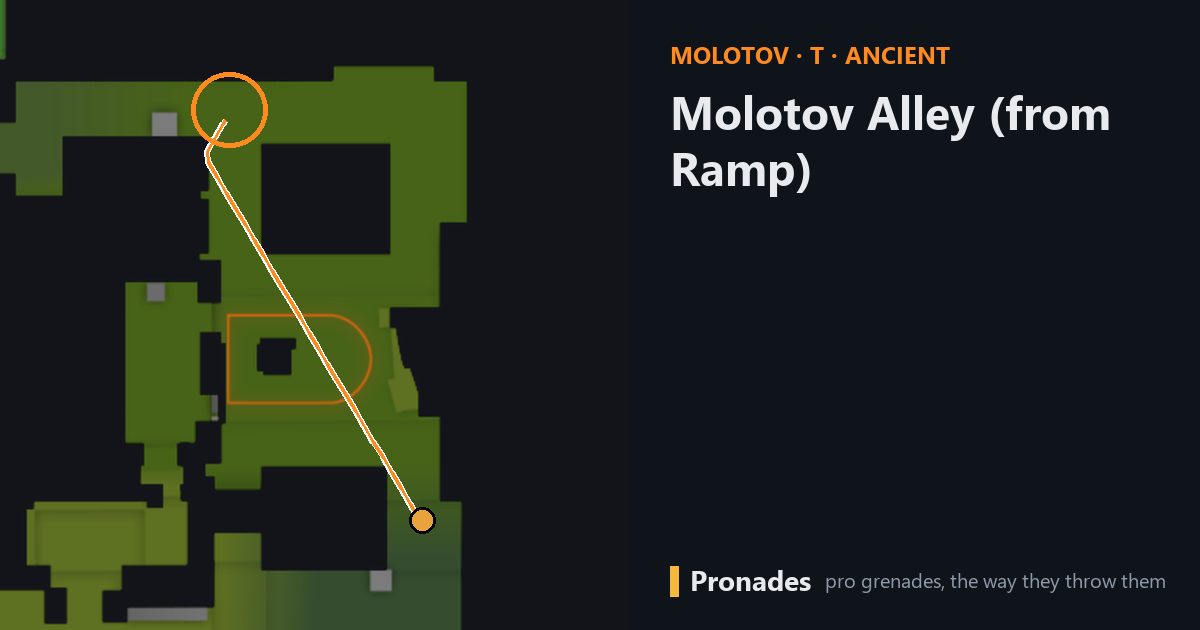 MOLOTOV · T · ANCIENT
Molotov Alley (from
Ramp)
Pronades pro grenades, the way they throw them